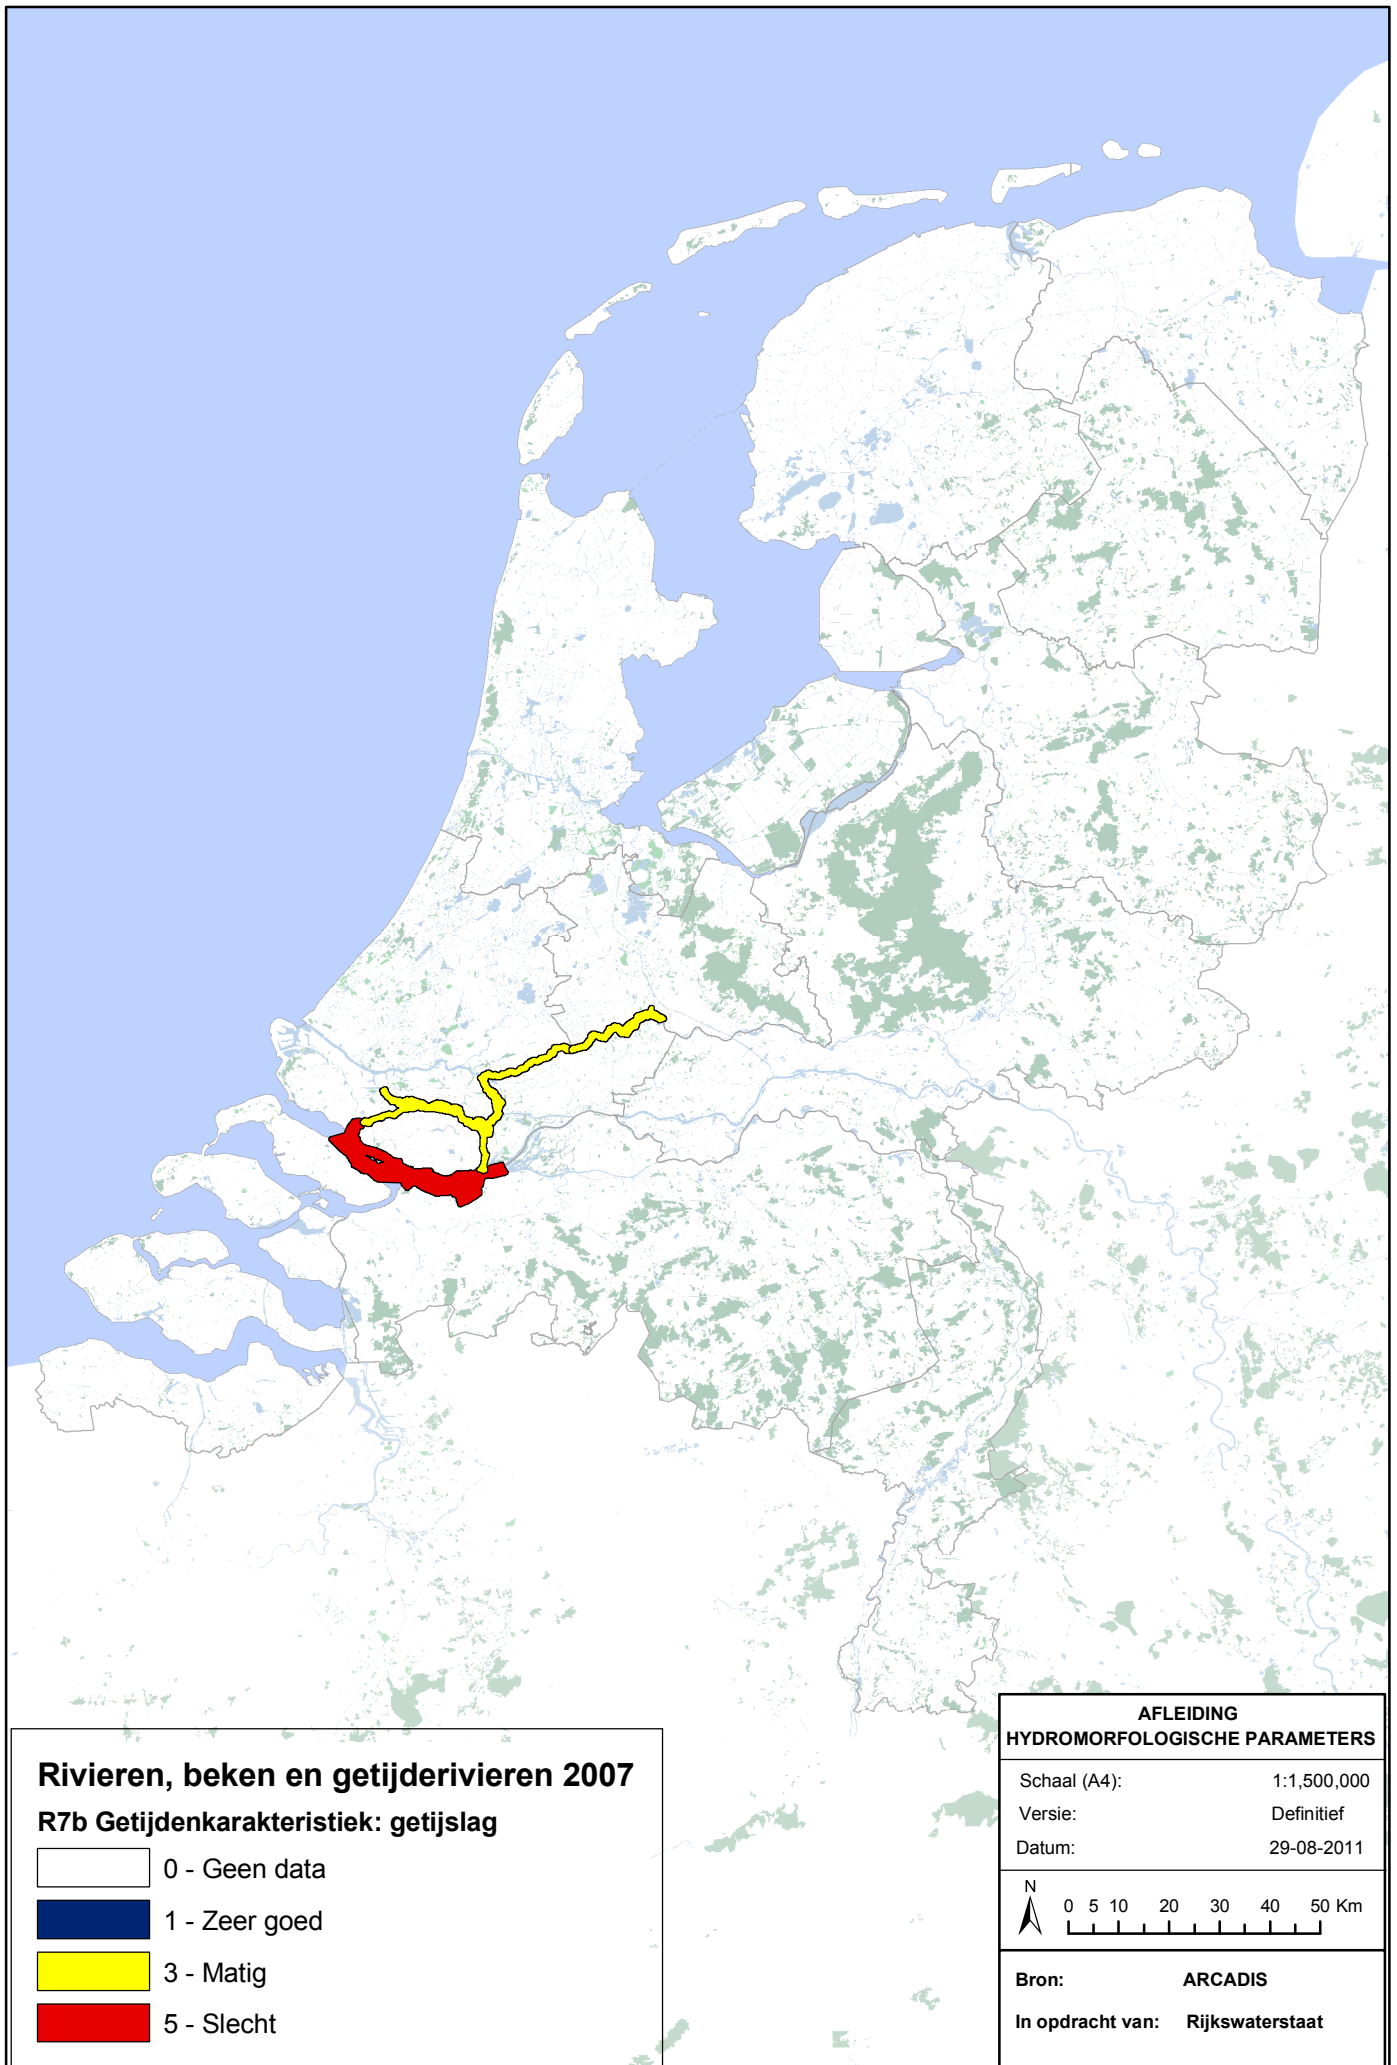 Rivieren, beken en getijderivieren 2007
R7b Getijdenkarakteristiek: getijslag
0 - Geen data
1 - Zeer goed
3 - Matig
5 - Slecht
AFLEIDING
HYDROMORFOLOGISCHE PARAMETERS
Schaal (A4): 1:1,500,000
Versie: Definitief
Datum: 29-08-2011
N
0 5 10 20 30 40 50 Km
Bron: ARCADIS
In opdracht van: Rijkswaterstaat